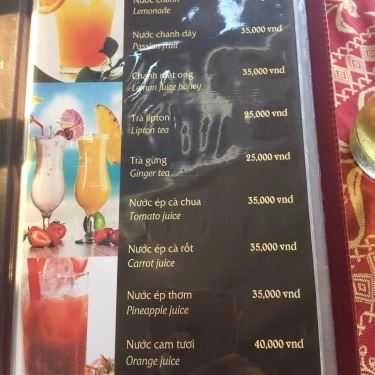 Nước chanh
Lemonade
Nước chanh dây 35,000 vnd
Passion fruit
Chanh mật ong 35,000 vnd
Lemon juice honey
Trà lipton 25,000 vnd
Lipton tea
Trà gừng 25,000 vnd
Ginger tea
Nước ép cà chua 35,000 vnd
Tomato juice
Nước ép cà rốt 35,000 vnd
Carrot juice
Nước ép thơm 35,000 vnd
Pineapple juice
Nước cam tươi 40,000 vnd
Orange juice